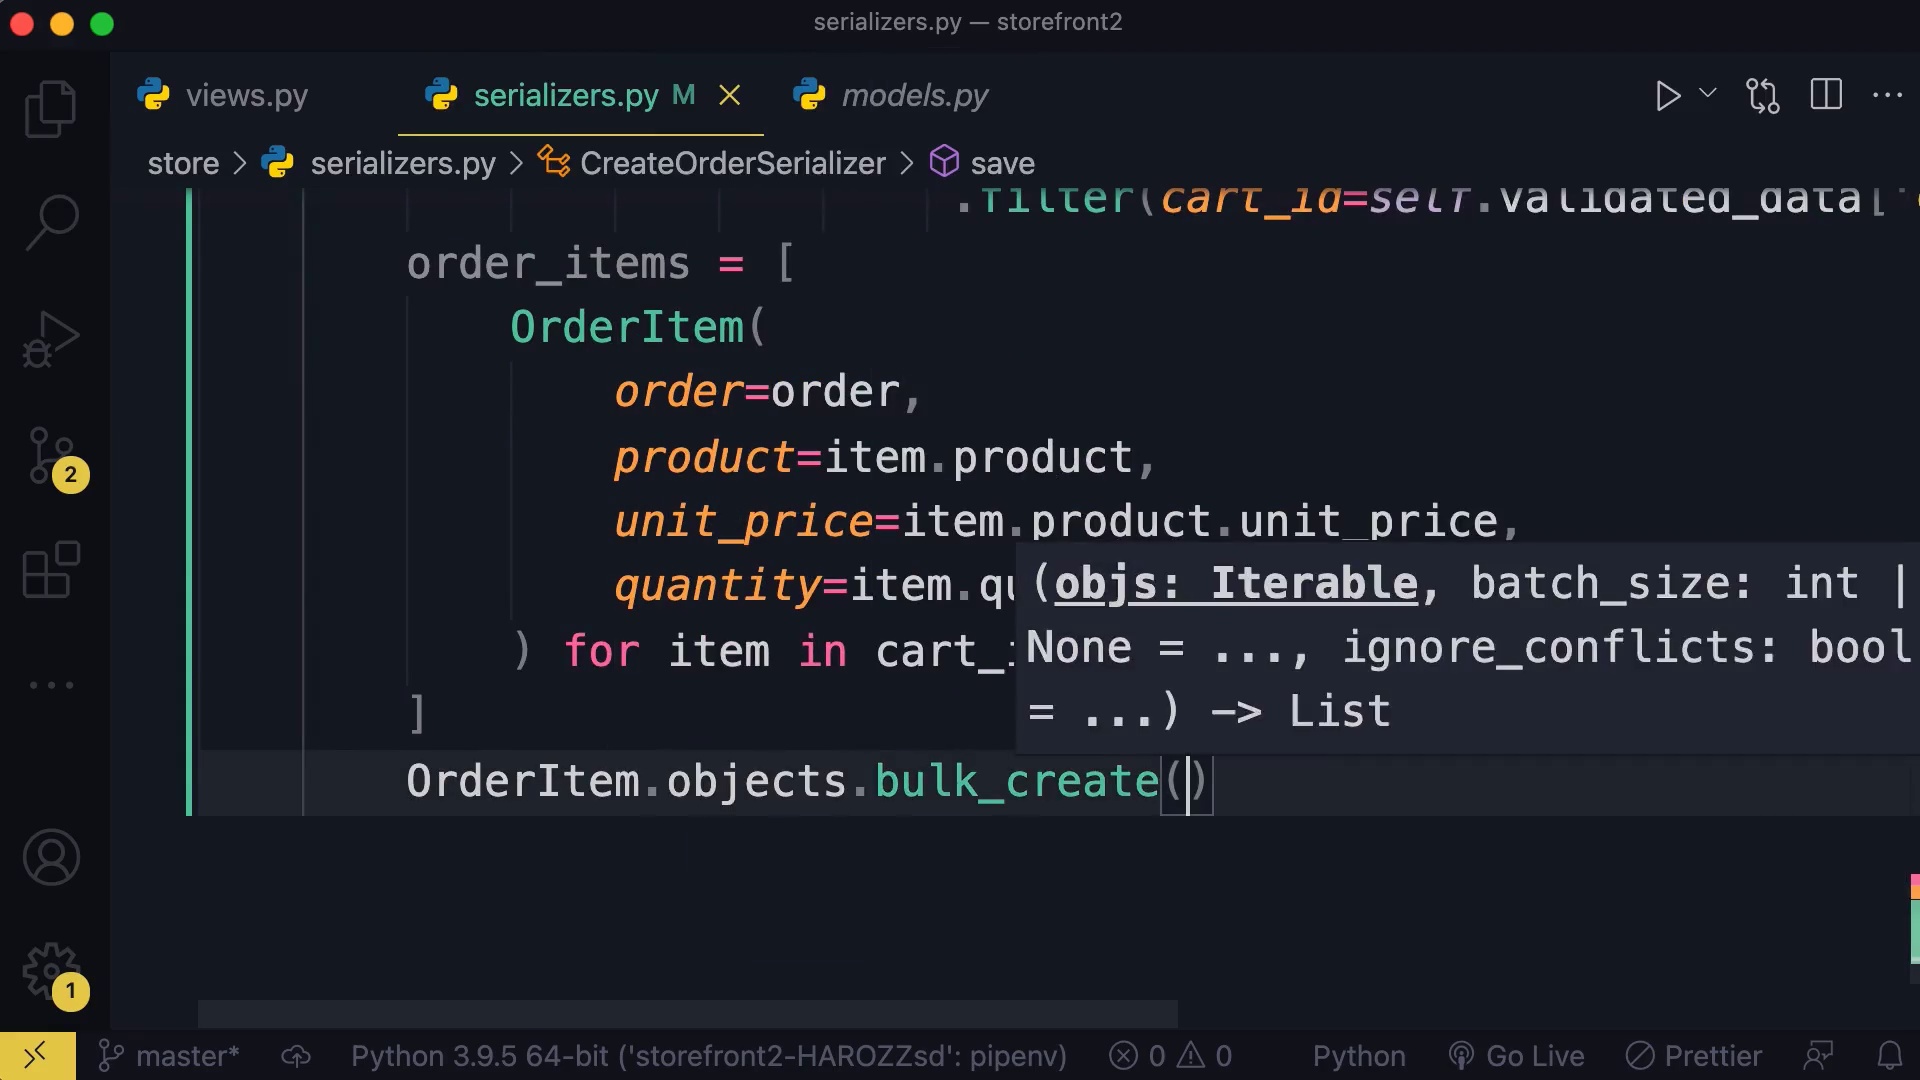 serializers.py — storefront2
views.py
serializers.py M
models.py
store > serializers.py > CreateOrderSerializer > save
.filter(cart_id=self.validated_data['
order_items = [
OrderItem(
order=order,
product=item.product,
unit_price=item.product.unit_price,
quantity=item.qu
(objs: Iterable, batch_size: int |
) for item in cart_i
None = ..., ignore_conflicts: bool
= ...) -> List
]
OrderItem.objects.bulk_create()
2
1
master* Python 3.9.5 64-bit ('storefront2-HAROZZsd': pipenv) 0 0 Python Go Live Prettier